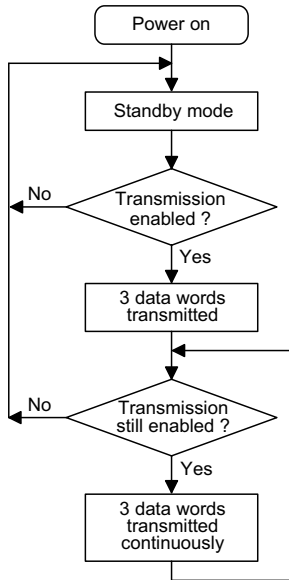 Power on
Standby mode
Transmission
enabled ?
No
Yes
3 data words
transmitted
Transmission
still enabled ?
No
Yes
3 data words
transmitted
continuously